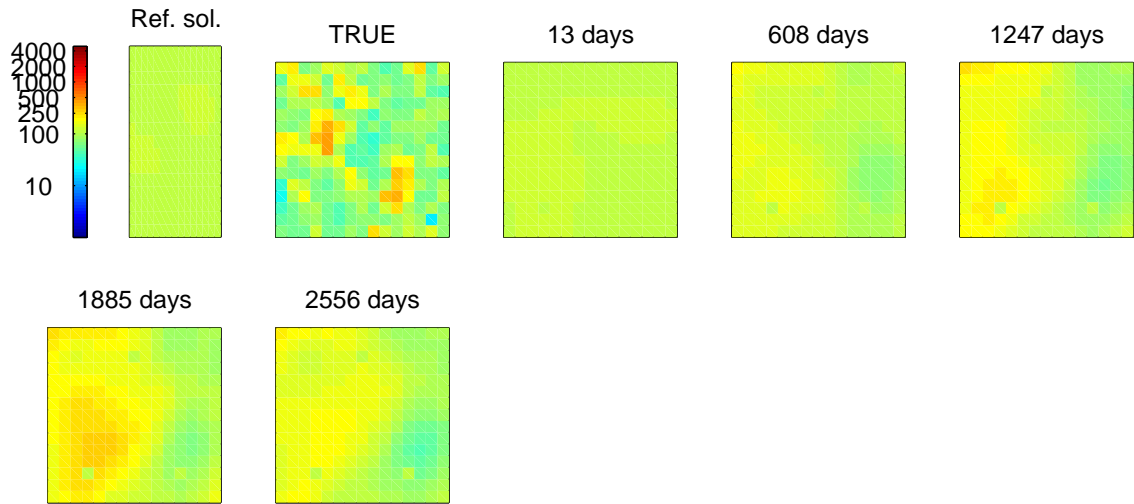 Ref. sol.
TRUE
13 days
608 days
1247 days
4000
2000
1000
500
250
100
10
1885 days
2556 days